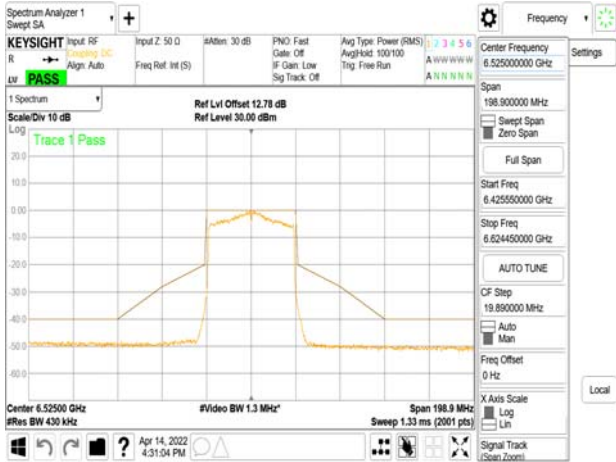 Spectrum Analyzer 1
Swept SA
+
Frequency
KEYSIGHT
R
LU PASS
Input: RF
Coupling: DC
Align: Auto
Input Z: 50 Ω
Freq Ref: Int (S)
#Atten: 30 dB
PNO: Fast
Gate: Off
IF Gain: Low
Sig Track: Off
Avg Type: Power (RMS)
Avg|Hold: 100/100
Trig: Free Run
1 2 3 4 5 6
A W W W W W
A N N N N N
1 Spectrum
Scale/Div 10 dB
Log
Ref Lvl Offset 12.78 dB
Ref Level 30.00 dBm
Trace 1 Pass
20.0
10.0
0.00
-10.0
-20.0
-30.0
-40.0
-50.0
-60.0
Center 6.52500 GHz
#Res BW 430 kHz
#Video BW 1.3 MHz*
Span 198.9 MHz
Sweep 1.33 ms (2001 pts)
Apr 14, 2022
4:31:04 PM
?
Center Frequency
6.525000000 GHz
Span
198.900000 MHz
Swept Span
Zero Span
Full Span
Start Freq
6.425550000 GHz
Stop Freq
6.624450000 GHz
AUTO TUNE
CF Step
19.890000 MHz
Auto
Man
Freq Offset
0 Hz
X Axis Scale
Log
Lin
Signal Track
(Span Zoom)
Settings
Local